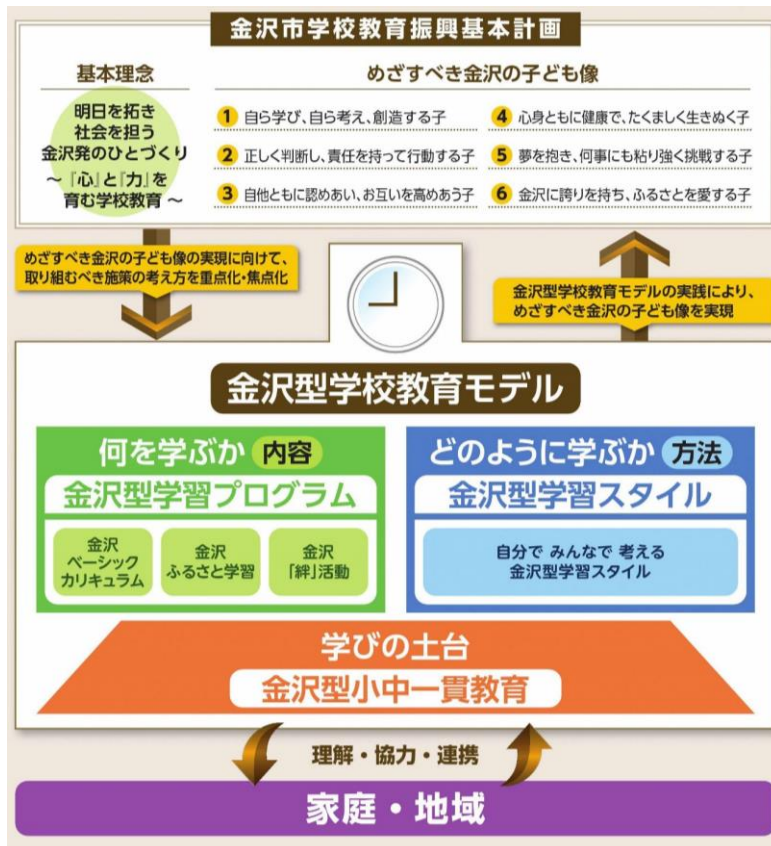 金沢市学校教育振興基本計画
基本理念
明日を拓き
社会を担う
金沢発のひとづくり
～『心』と『力』を
育む学校教育～
めざすべき金沢の子ども像
1 自ら学び、自ら考え、創造する子
2 正しく判断し、責任を持って行動する子
3 自他ともに認めあい、お互いを高めあう子
4 心身ともに健康で、たくましく生きぬく子
5 夢を抱き、何事にも粘り強く挑戦する子
6 金沢に誇りを持ち、ふるさとを愛する子
めざすべき金沢の子ども像の実現に向けて、
取り組むべき施策の考え方を重点化・焦点化
金沢型学校教育モデルの実践により、
めざすべき金沢の子ども像を実現
金沢型学校教育モデル
何を学ぶか 内容
金沢型学習プログラム
金沢
ベーシック
カリキュラム
金沢
ふるさと学習
金沢
「絆」活動
どのように学ぶか 方法
金沢型学習スタイル
自分で みんなで 考える
金沢型学習スタイル
学びの土台
金沢型小中一貫教育
理解・協力・連携
家庭・地域